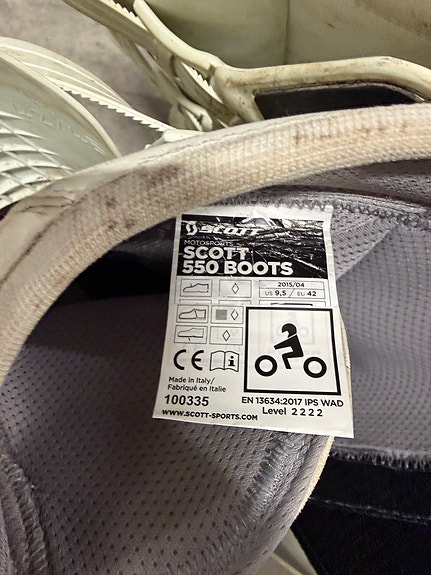 SCOTT
MOTOSPORTS
SCOTT
550 BOOTS
2015/04
US 9,5 / EU 42
CE
Made in Italy/
Fabriqué en Italie
100335
WWW.SCOTT-SPORTS.COM
EN 13634:2017 IPS WAD
Level 2 2 2 2